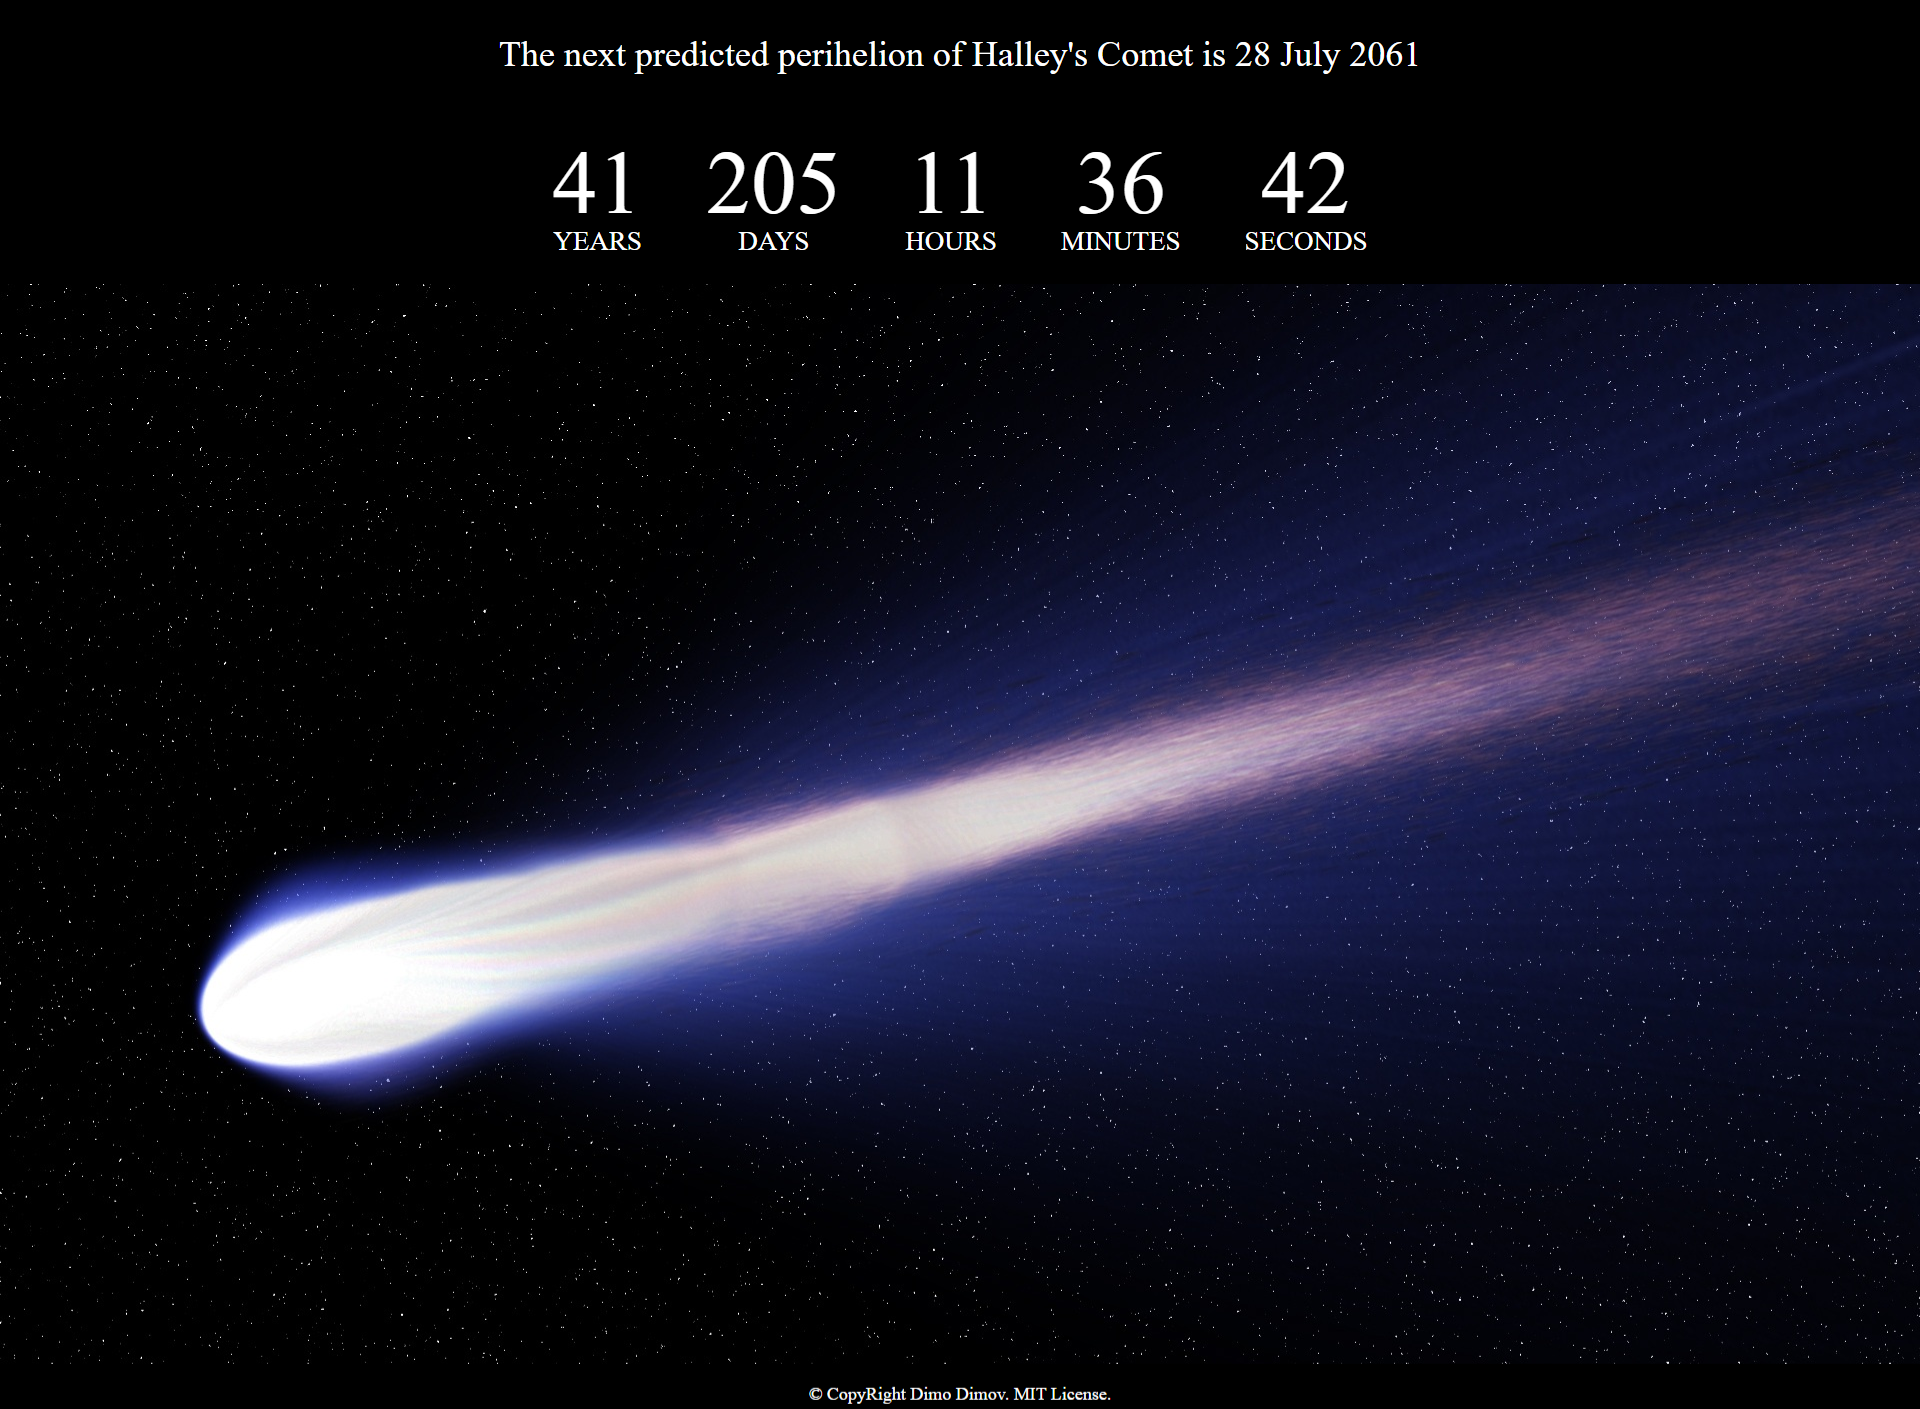 The next predicted perihelion of Halley's Comet is 28 July 2061
41 205 11 36 42
YEARS DAYS HOURS MINUTES SECONDS
© CopyRight Dimo Dimov. MIT License.